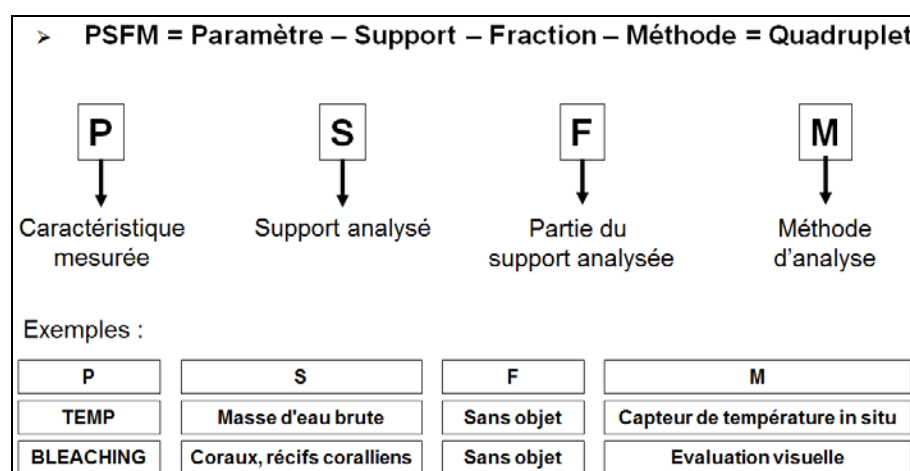 ➢ PSFM = Paramètre – Support – Fraction – Méthode = Quadruplet
P S F M
Caractéristique mesurée
Support analysé
Partie du support analysée
Méthode d'analyse
Exemples :
P S F M
TEMP Masse d'eau brute Sans objet Capteur de température in situ
BLEACHING Coraux, récifs coralliens Sans objet Evaluation visuelle